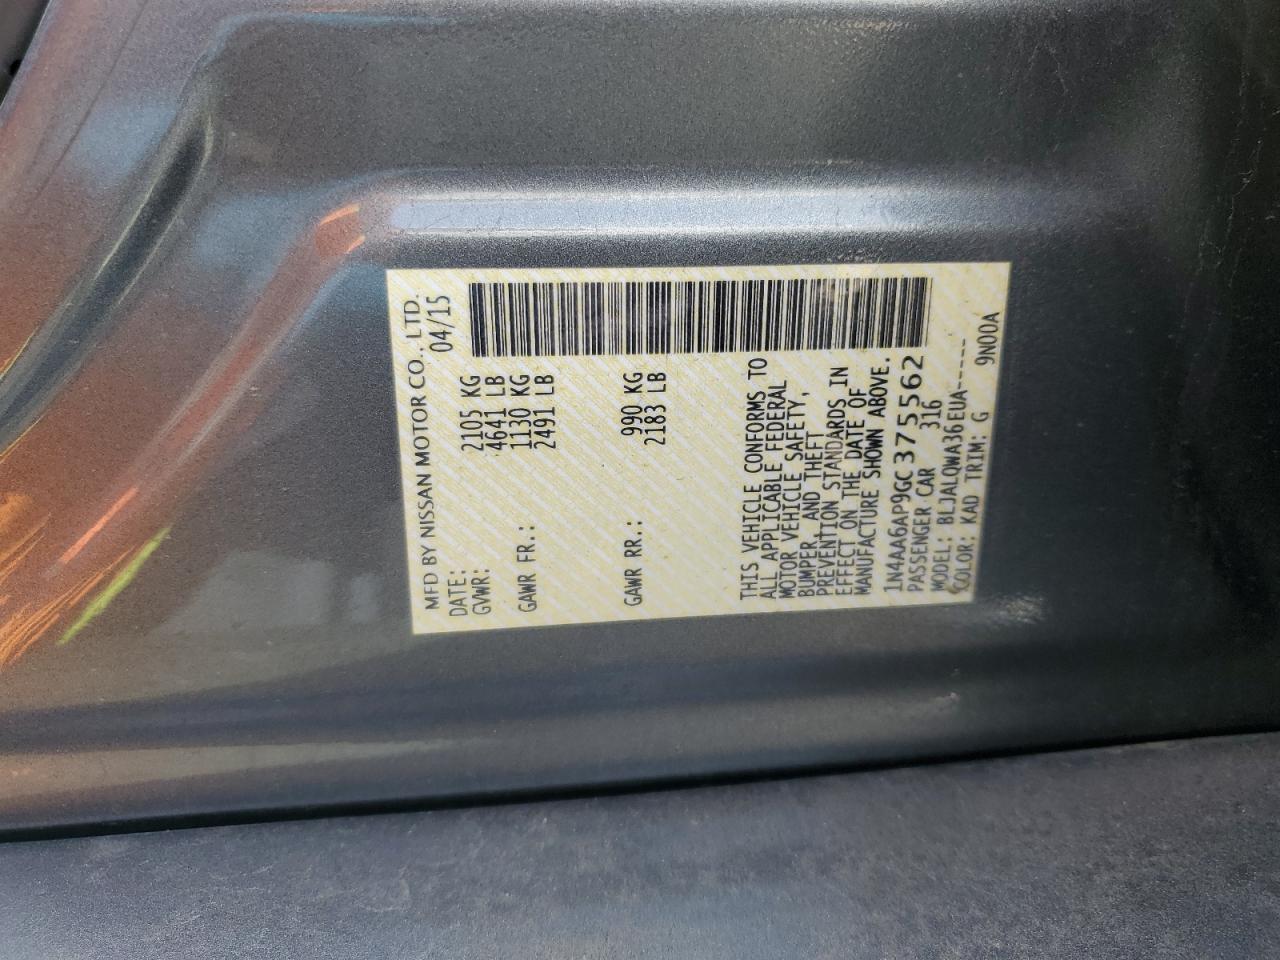 MFD BY NISSAN MOTOR CO., LTD.
DATE: 04/15
GVWR: 2105 KG
4641 LB
GAWR FR.: 1130 KG
2491 LB
GAWR RR.: 990 KG
2183 LB
THIS VEHICLE CONFORMS TO
ALL APPLICABLE FEDERAL
MOTOR VEHICLE SAFETY,
BUMPER, AND THEFT
PREVENTION STANDARDS IN
EFFECT ON THE DATE OF
MANUFACTURE SHOWN ABOVE.
1N4AA6AP9GC375562
PASSENGER CAR 316
MODEL: BLJALQWA36EUA-----
COLOR: KAD TRIM: G 9N00A